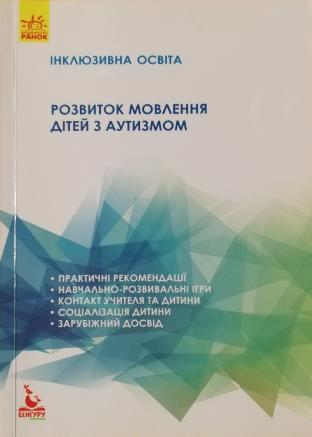 РАНОК
ІНКЛЮЗИВНА ОСВІТА
РОЗВИТОК МОВЛЕННЯ
ДІТЕЙ З АУТИЗМОМ
• ПРАКТИЧНІ РЕКОМЕНДАЦІЇ
• НАВЧАЛЬНО-РОЗВИВАЛЬНІ ІГРИ
• КОНТАКТ УЧИТЕЛЯ ТА ДИТИНИ
• СОЦІАЛІЗАЦІЯ ДИТИНИ
• ЗАРУБІЖНИЙ ДОСВІД
КЕНГУРУ